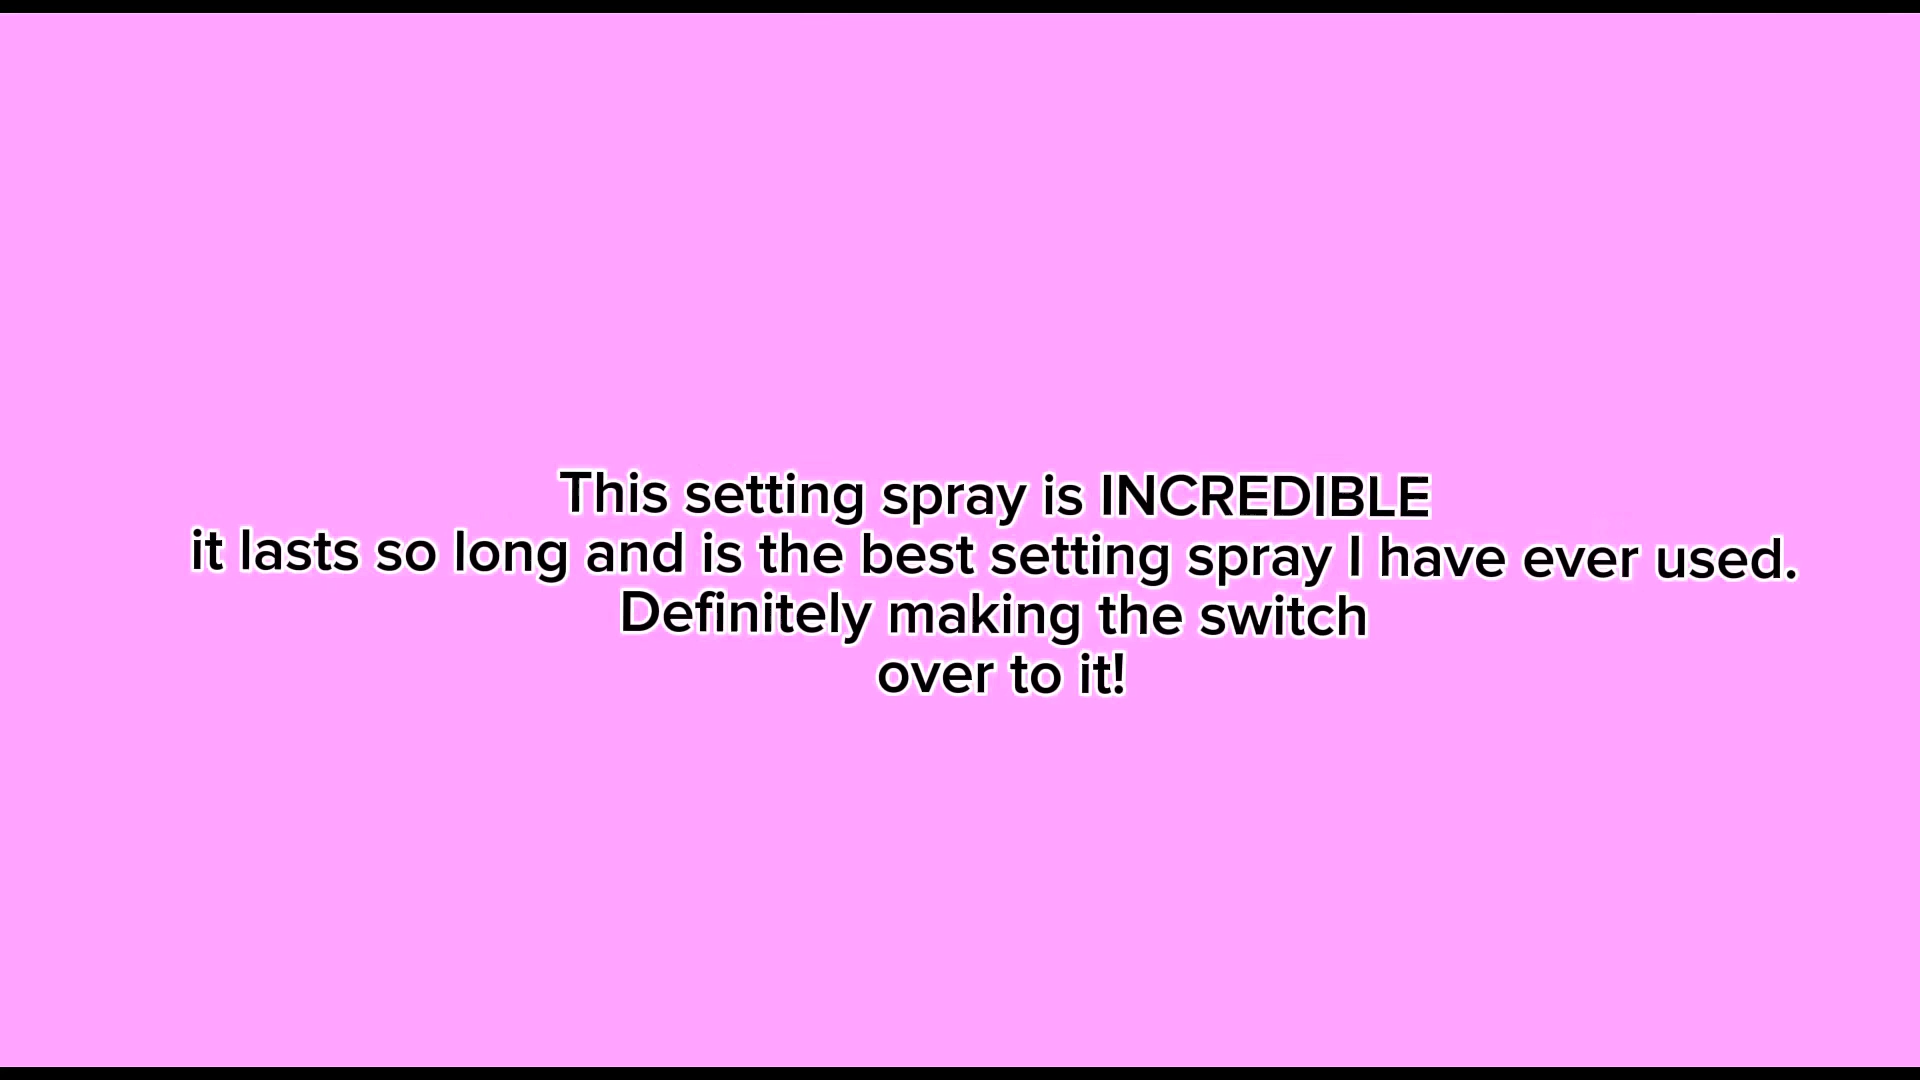 This setting spray is INCREDIBLE
it lasts so long and is the best setting spray I have ever used.
Definitely making the switch
over to it!